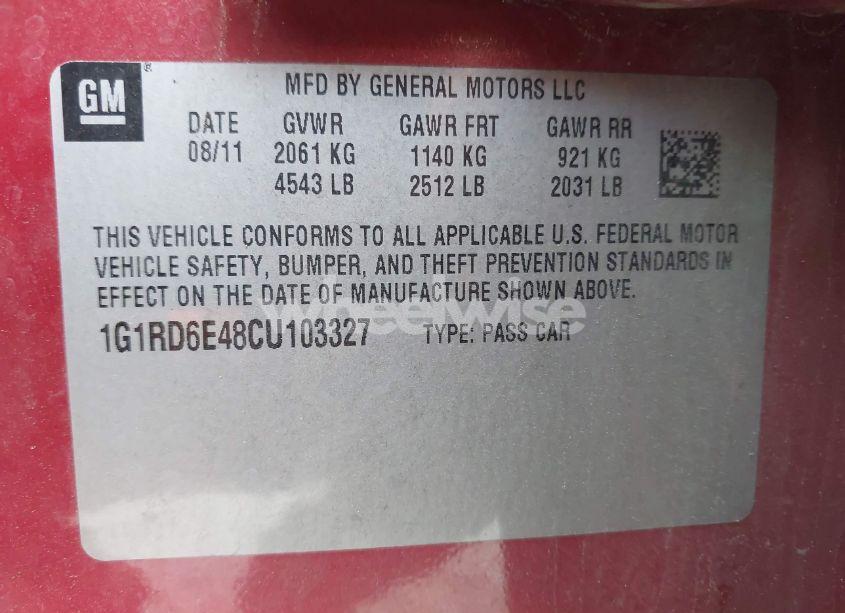 GM
MFD BY GENERAL MOTORS LLC
DATE GVWR GAWR FRT GAWR RR
08/11 2061 KG 1140 KG 921 KG
4543 LB 2512 LB 2031 LB
THIS VEHICLE CONFORMS TO ALL APPLICABLE U.S. FEDERAL MOTOR
VEHICLE SAFETY, BUMPER, AND THEFT PREVENTION STANDARDS IN
EFFECT ON THE DATE OF MANUFACTURE SHOWN ABOVE.
wheelwise
1G1RD6E48CU103327 TYPE: PASS CAR